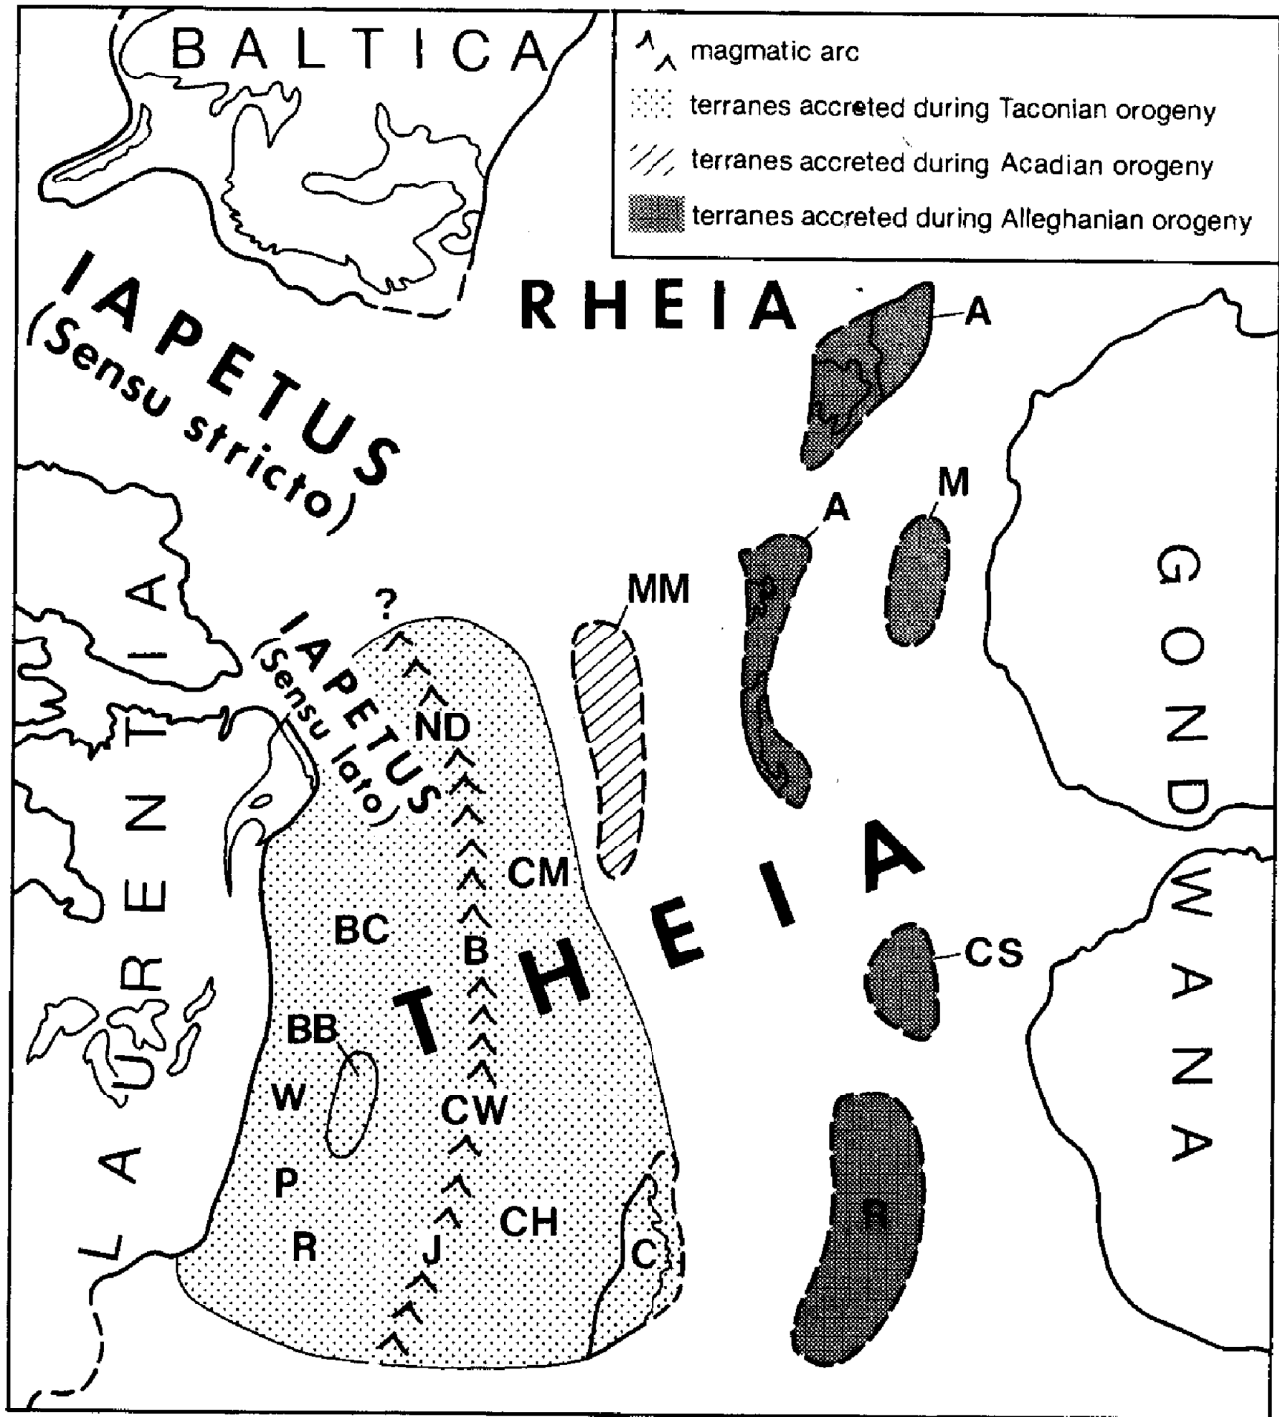 BALTICA
magmatic arc
terranes accreted during Taconian orogeny
terranes accreted during Acadian orogeny
terranes accreted during Alleghanian orogeny
IAPETUS
(Sensu stricto)
RHEIA
A
A
M
MM
?
IAPETUS
(Sensu lato)
ND
CM
BC
B
THEIA
CS
BB
W
CW
P
R
CH
J
C
R
LAURENTIA
GONDWANA